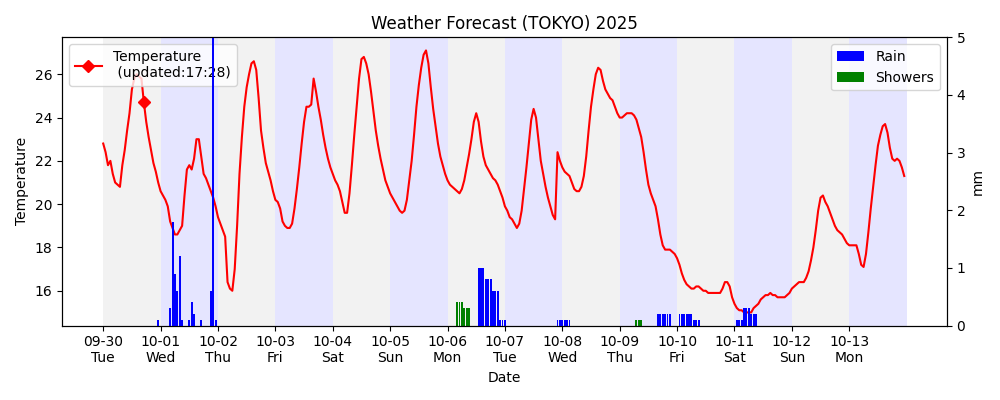 Weather Forecast (TOKYO) 2025
Temperature
(updated:17:28)
Rain
Showers
Temperature
26
24
22
20
18
16
5
4
3
2
1
0
mm
09-30 10-01 10-02 10-03 10-04 10-05 10-06 10-07 10-08 10-09 10-10 10-11 10-12 10-13
Tue Wed Thu Fri Sat Sun Mon Tue Wed Thu Fri Sat Sun Mon
Date